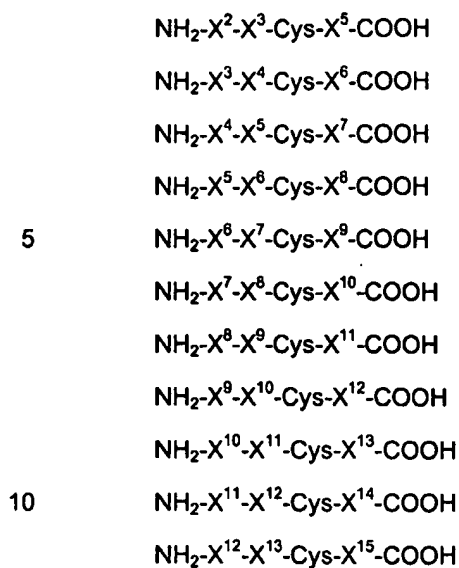 NH₂-X²-X³-Cys-X⁵-COOH
NH₂-X³-X⁴-Cys-X⁶-COOH
NH₂-X⁴-X⁵-Cys-X⁷-COOH
NH₂-X⁵-X⁶-Cys-X⁸-COOH
5 NH₂-X⁶-X⁷-Cys-X⁹-COOH
NH₂-X⁷-X⁸-Cys-X¹⁰-COOH
NH₂-X⁸-X⁹-Cys-X¹¹-COOH
NH₂-X⁹-X¹⁰-Cys-X¹²-COOH
NH₂-X¹⁰-X¹¹-Cys-X¹³-COOH
10 NH₂-X¹¹-X¹²-Cys-X¹⁴-COOH
NH₂-X¹²-X¹³-Cys-X¹⁵-COOH